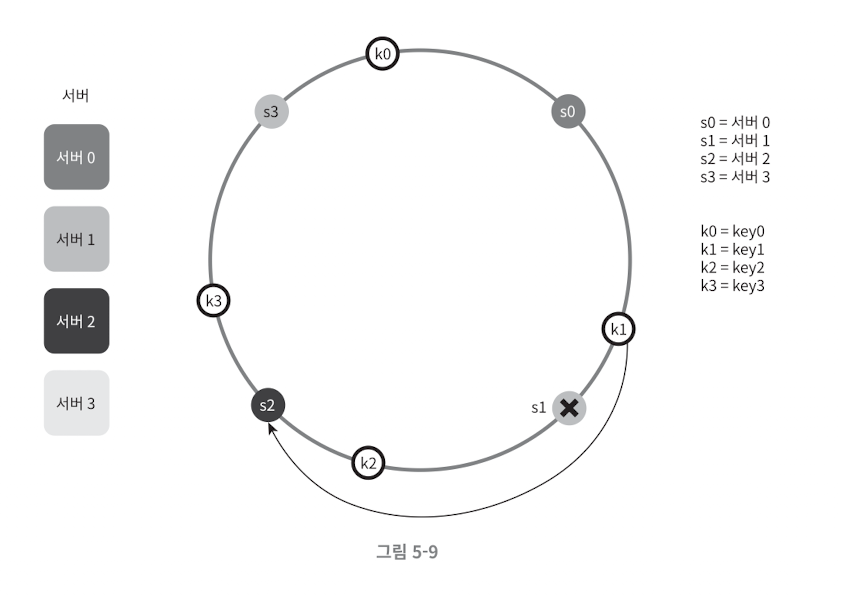 서버
서버 0
서버 1
서버 2
서버 3
k0
s3
s0
k3
k1
s2
s1
k2
s0 = 서버 0
s1 = 서버 1
s2 = 서버 2
s3 = 서버 3
k0 = key0
k1 = key1
k2 = key2
k3 = key3
그림 5-9